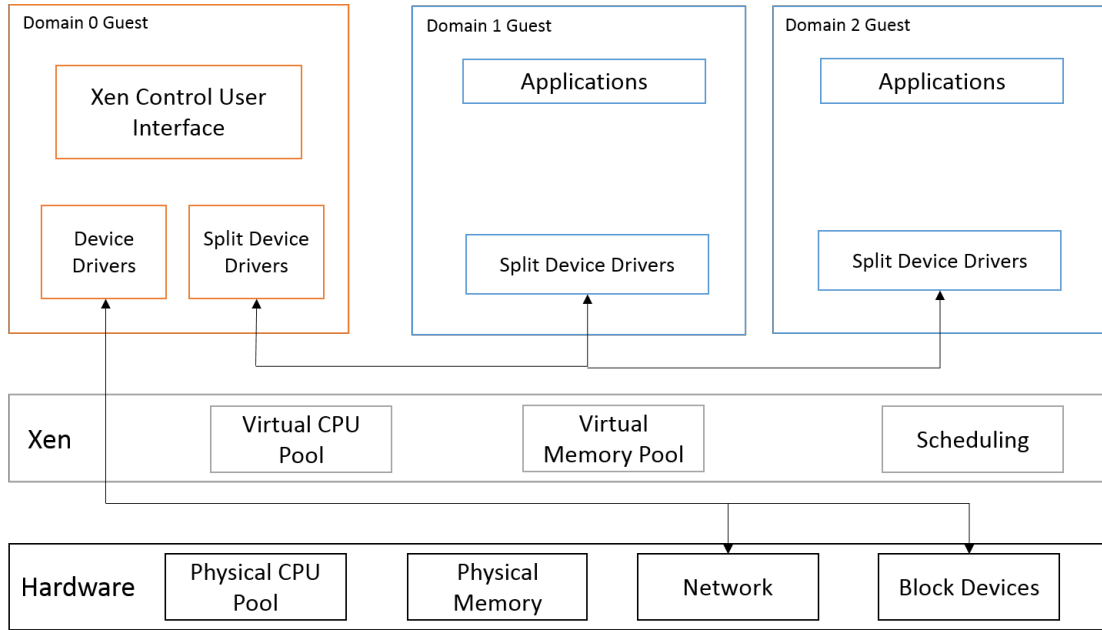 Domain 0 Guest
Xen Control User
Interface
Device
Drivers
Split Device
Drivers
Domain 1 Guest
Applications
Split Device Drivers
Domain 2 Guest
Applications
Split Device Drivers
Xen
Virtual CPU
Pool
Virtual
Memory Pool
Scheduling
Hardware
Physical CPU
Pool
Physical
Memory
Network
Block Devices